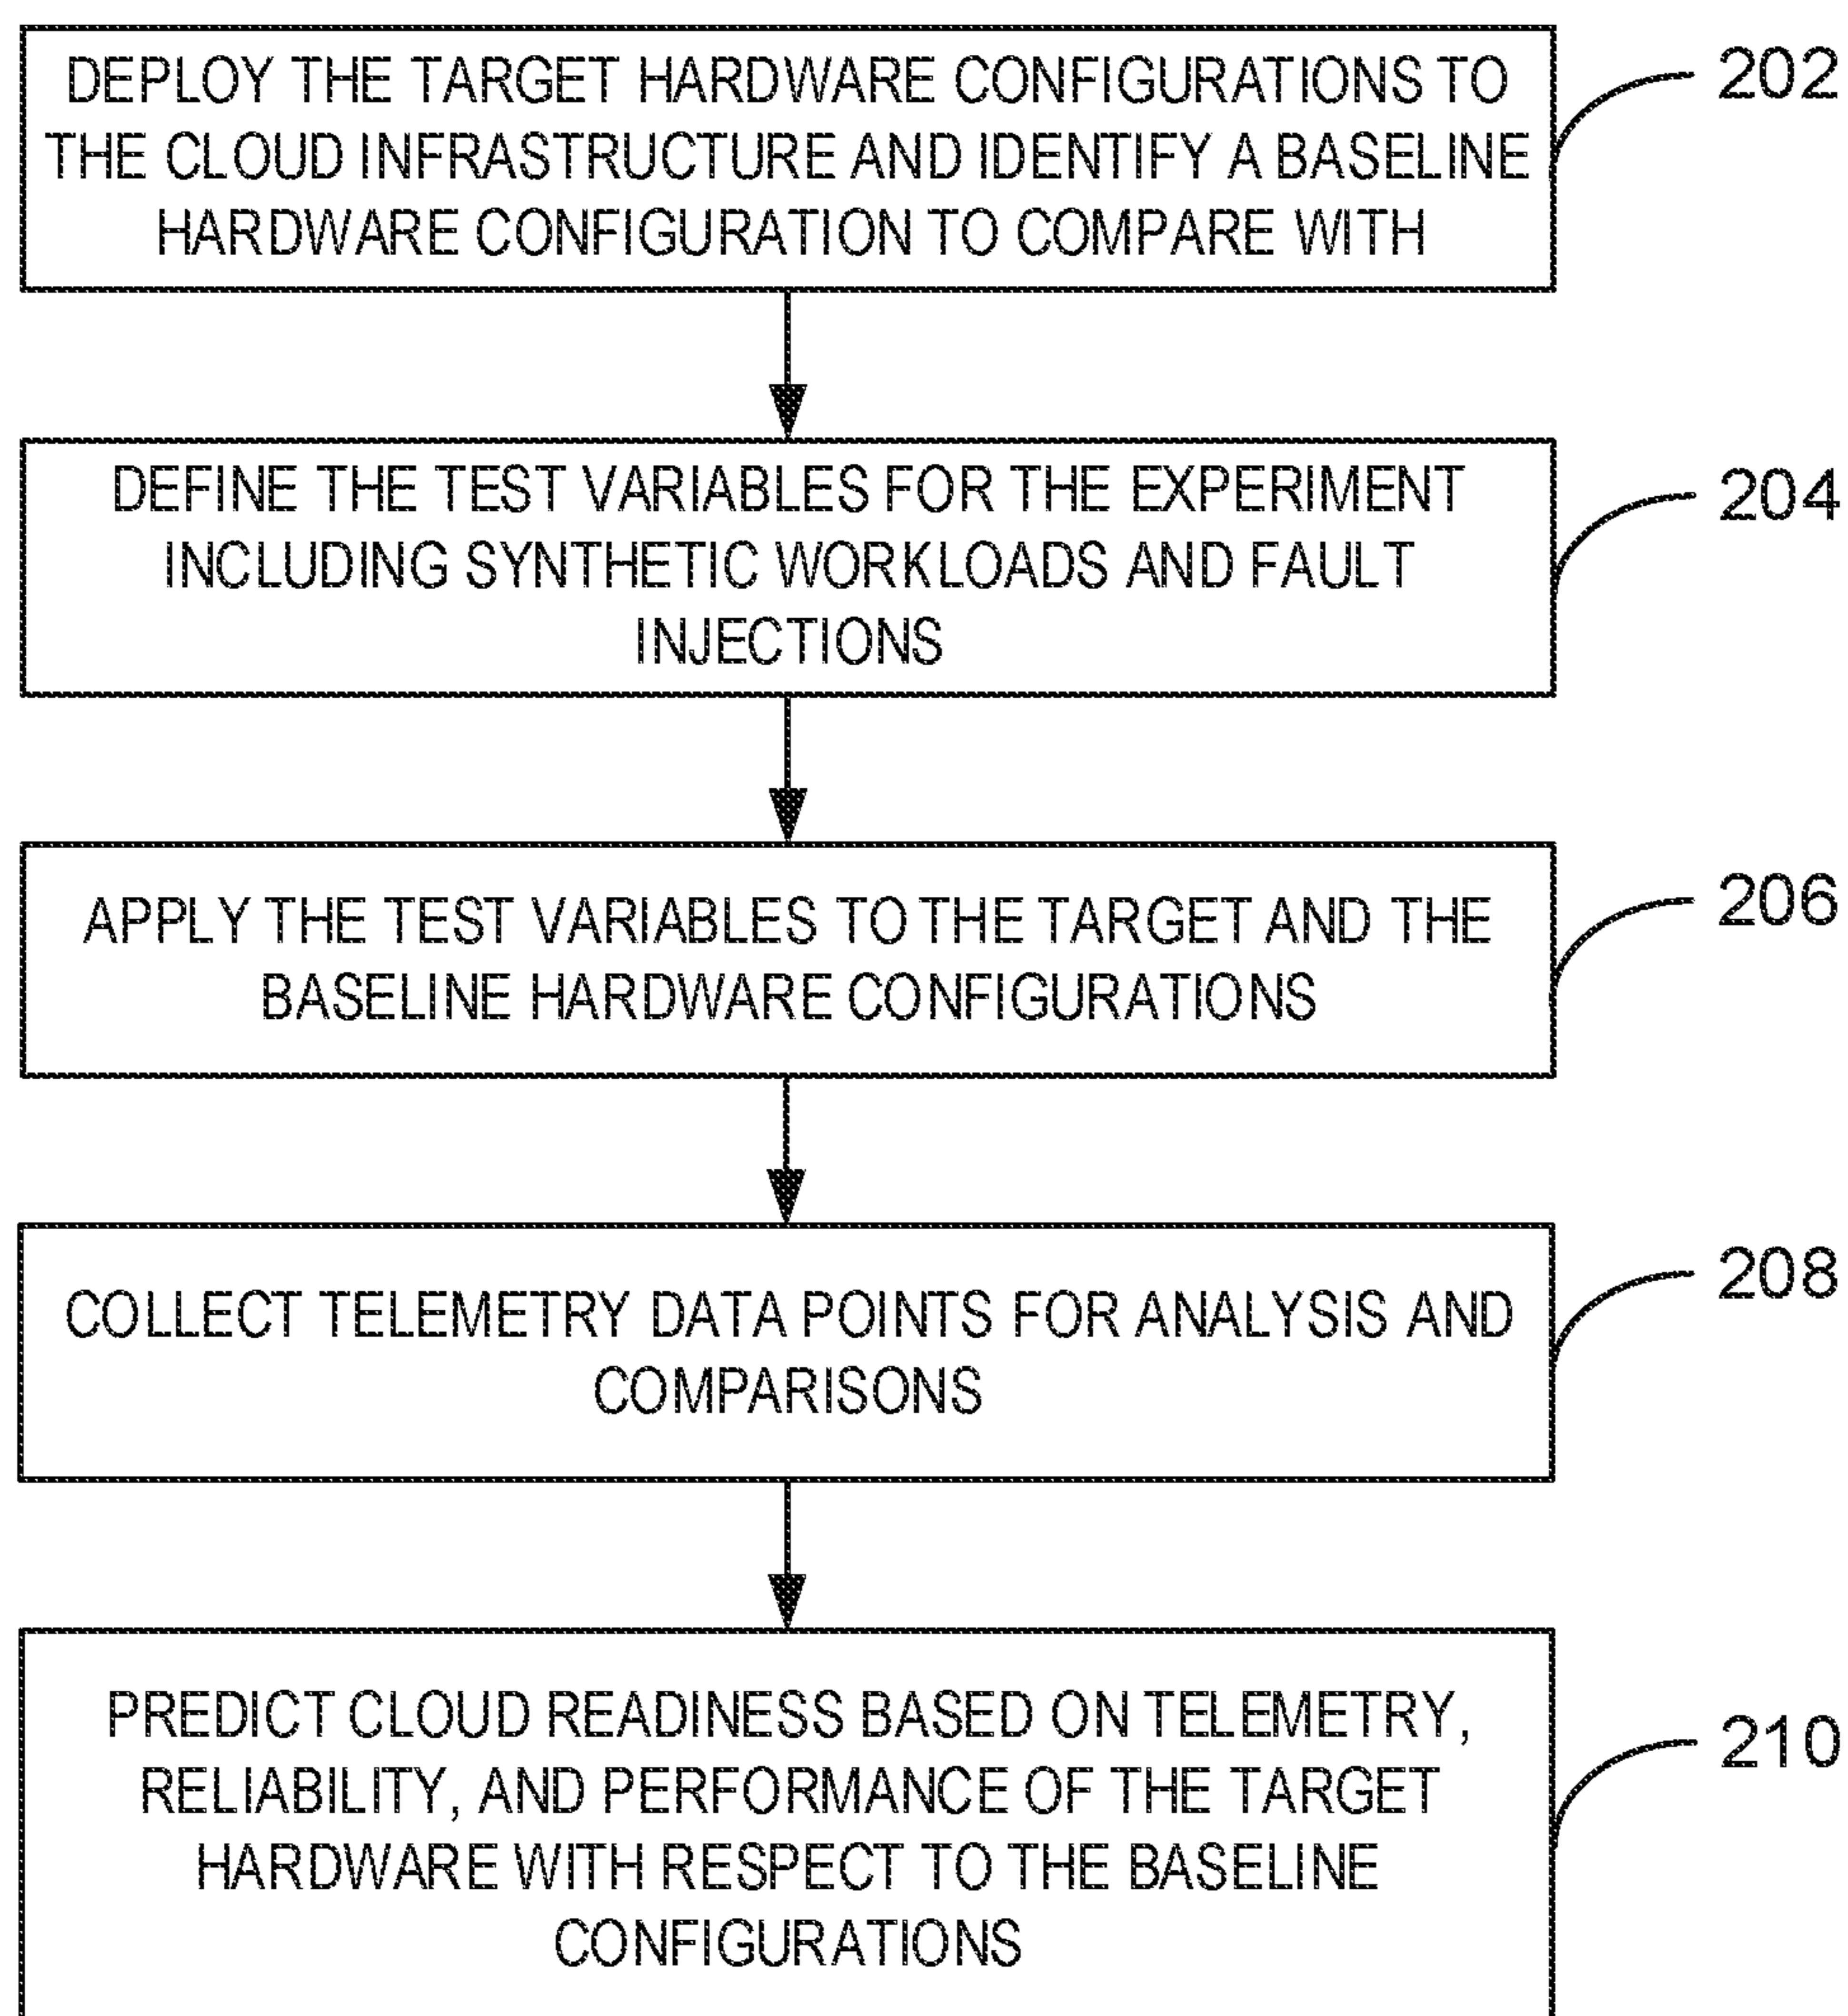 DEPLOY THE TARGET HARDWARE CONFIGURATIONS TO
THE CLOUD INFRASTRUCTURE AND IDENTIFY A BASELINE
HARDWARE CONFIGURATION TO COMPARE WITH
202
DEFINE THE TEST VARIABLES FOR THE EXPERIMENT
INCLUDING SYNTHETIC WORKLOADS AND FAULT
INJECTIONS
204
APPLY THE TEST VARIABLES TO THE TARGET AND THE
BASELINE HARDWARE CONFIGURATIONS
206
COLLECT TELEMETRY DATA POINTS FOR ANALYSIS AND
COMPARISONS
208
PREDICT CLOUD READINESS BASED ON TELEMETRY,
RELIABILITY, AND PERFORMANCE OF THE TARGET
HARDWARE WITH RESPECT TO THE BASELINE
CONFIGURATIONS
210